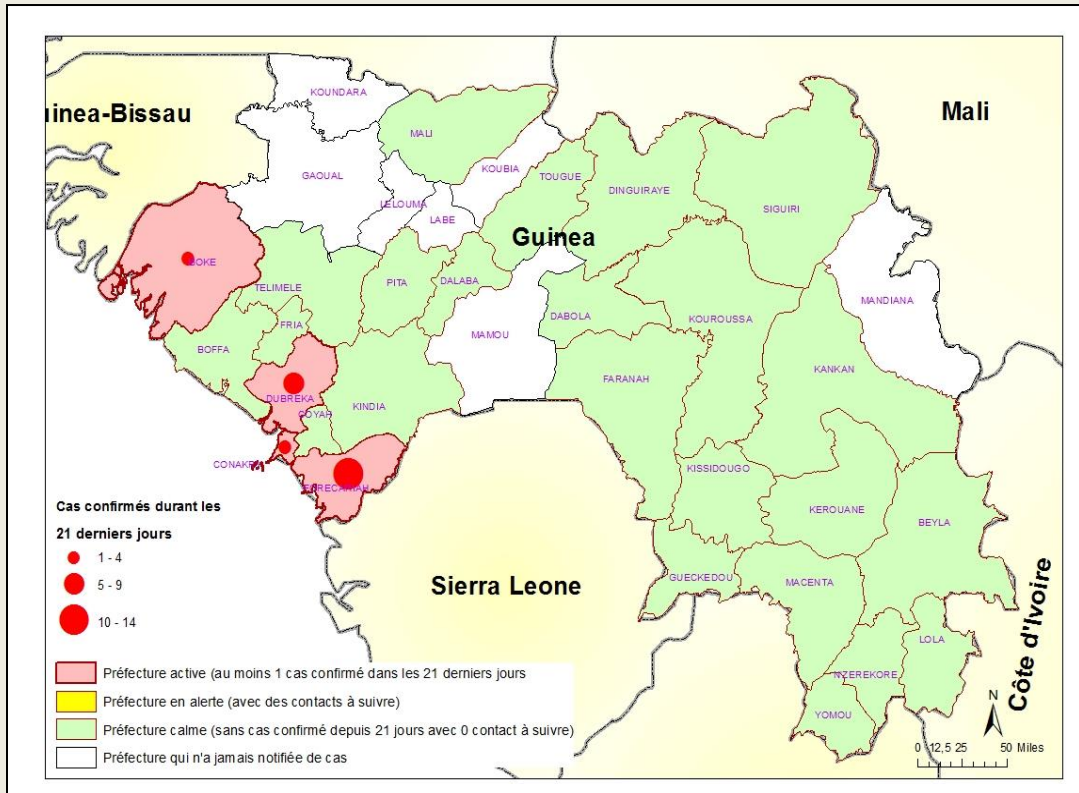 KOUNDARA
Mali
uinea-Bissau
MALI
KOUBIA
GAOUAL
TOUGUE
DINGUIRAYE
LELOUMA
SIGUIRI
LABE
Guinea
BOKE
PITA
DALABA
TELIMELE
MANDIANA
DABOLA
KOUROUSSA
FRIA
MAMOU
BOFFA
KANKAN
FARANAH
DUBREKA
KINDIA
COYAH
CONAKRY
KISSIDOUGO
FORECARIAH
KEROUANE
BEYLA
Cas confirmés durant les
21 derniers jours
1 - 4
5 - 9
10 - 14
Sierra Leone
GUECKEDOU
MACENTA
Côte d'Ivoire
LOLA
N'ZEREKORE
YOMOU
Préfecture active (au moins 1 cas confirmé dans les 21 derniers jours
Préfecture en alerte (avec des contacts à suivre)
Préfecture calme (sans cas confirmé depuis 21 jours avec 0 contact à suivre)
Préfecture qui n'a jamais notifiée de cas
N
0 12,5 25 50 Miles